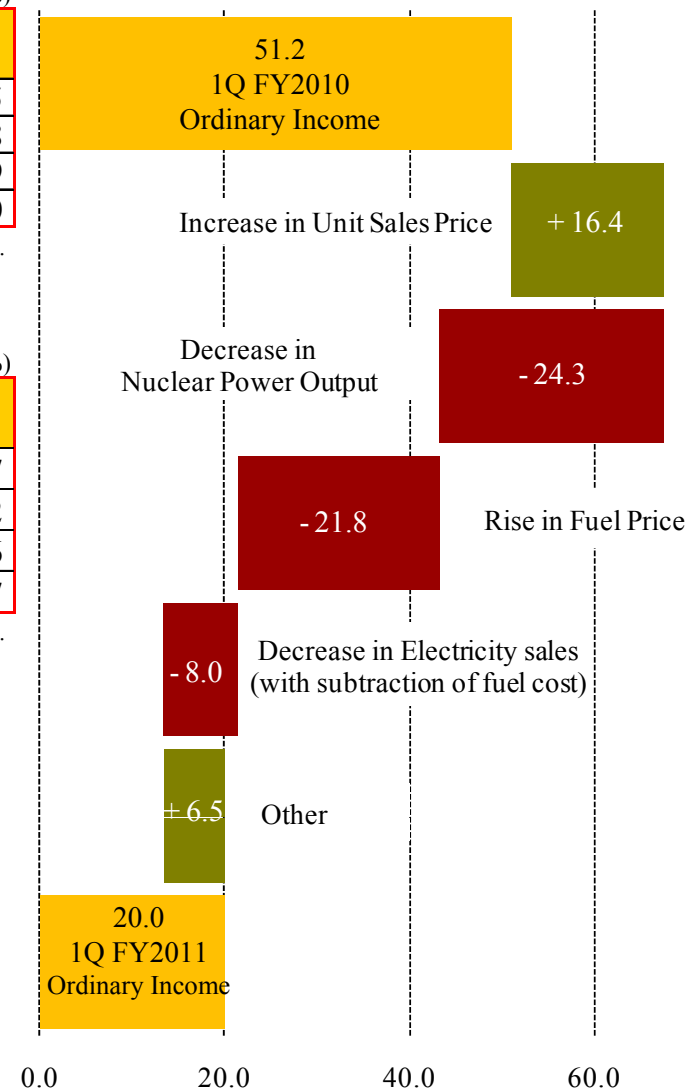 51.2
1Q FY2010
Ordinary Income
Increase in Unit Sales Price
+ 16.4
Decrease in
Nuclear Power Output
- 24.3
- 21.8
Rise in Fuel Price
- 8.0
Decrease in Electricity sales
(with subtraction of fuel cost)
+ 6.5
Other
20.0
1Q FY2011
Ordinary Income
0.0 20.0 40.0 60.0